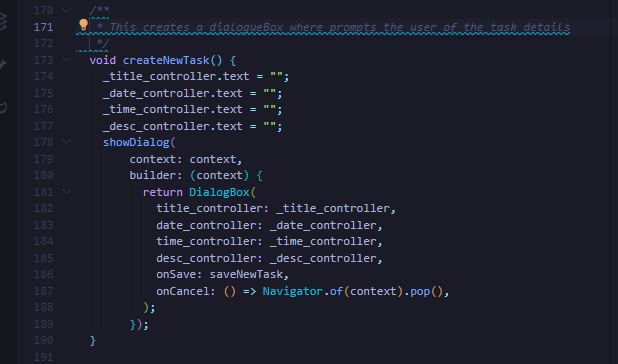 170 /**
171 * This creates a dialogueBox where prompts the user of the task details
172 */
173 void createNewTask() {
174 _title_controller.text = "";
175 _date_controller.text = "";
176 _time_controller.text = "";
177 _desc_controller.text = "";
178 showDialog(
179 context: context,
180 builder: (context) {
181 return DialogBox(
182 title_controller: _title_controller,
183 date_controller: _date_controller,
184 time_controller: _time_controller,
185 desc_controller: _desc_controller,
186 onSave: saveNewTask,
187 onCancel: () => Navigator.of(context).pop(),
188 );
189 });
190 }
191